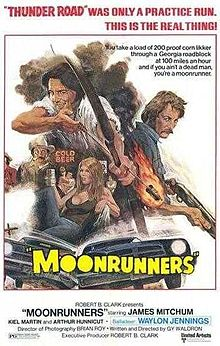 "THUNDER ROAD" WAS ONLY A PRACTICE RUN.
THIS IS THE REAL THING!
You take a load of 200 proof corn likker
through a Georgia roadblock
at 100 miles an hour
and if you ain't a dead man,
you're a moonrunner.
COLD
BEER
"MOONRUNNERS"
ROBERT B. CLARK presents
"MOONRUNNERS" starring JAMES MITCHUM
KIEL MARTIN and ARTHUR HUNNICUT Balladeer WAYLON JENNINGS
Director of Photography BRIAN ROY Written and Directed by GY WALDRON
Executive Producer ROBERT B. CLARK
PG
United Artists